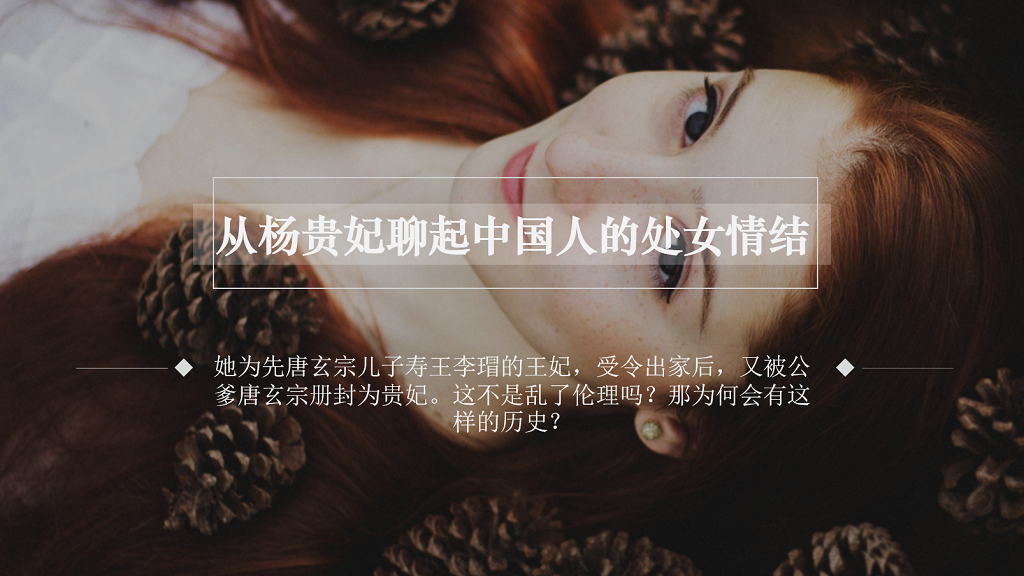 从杨贵妃聊起中国人的处女情结
她为先唐玄宗儿子寿王李瑁的王妃，受令出家后，又被公
爹唐玄宗册封为贵妃。这不是乱了伦理吗？那为何会有这
样的历史？